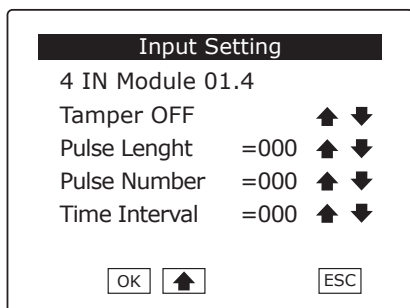 Input Setting
4 IN Module 01.4
Tamper OFF
Pulse Lenght =000
Pulse Number =000
Time Interval =000
OK ESC